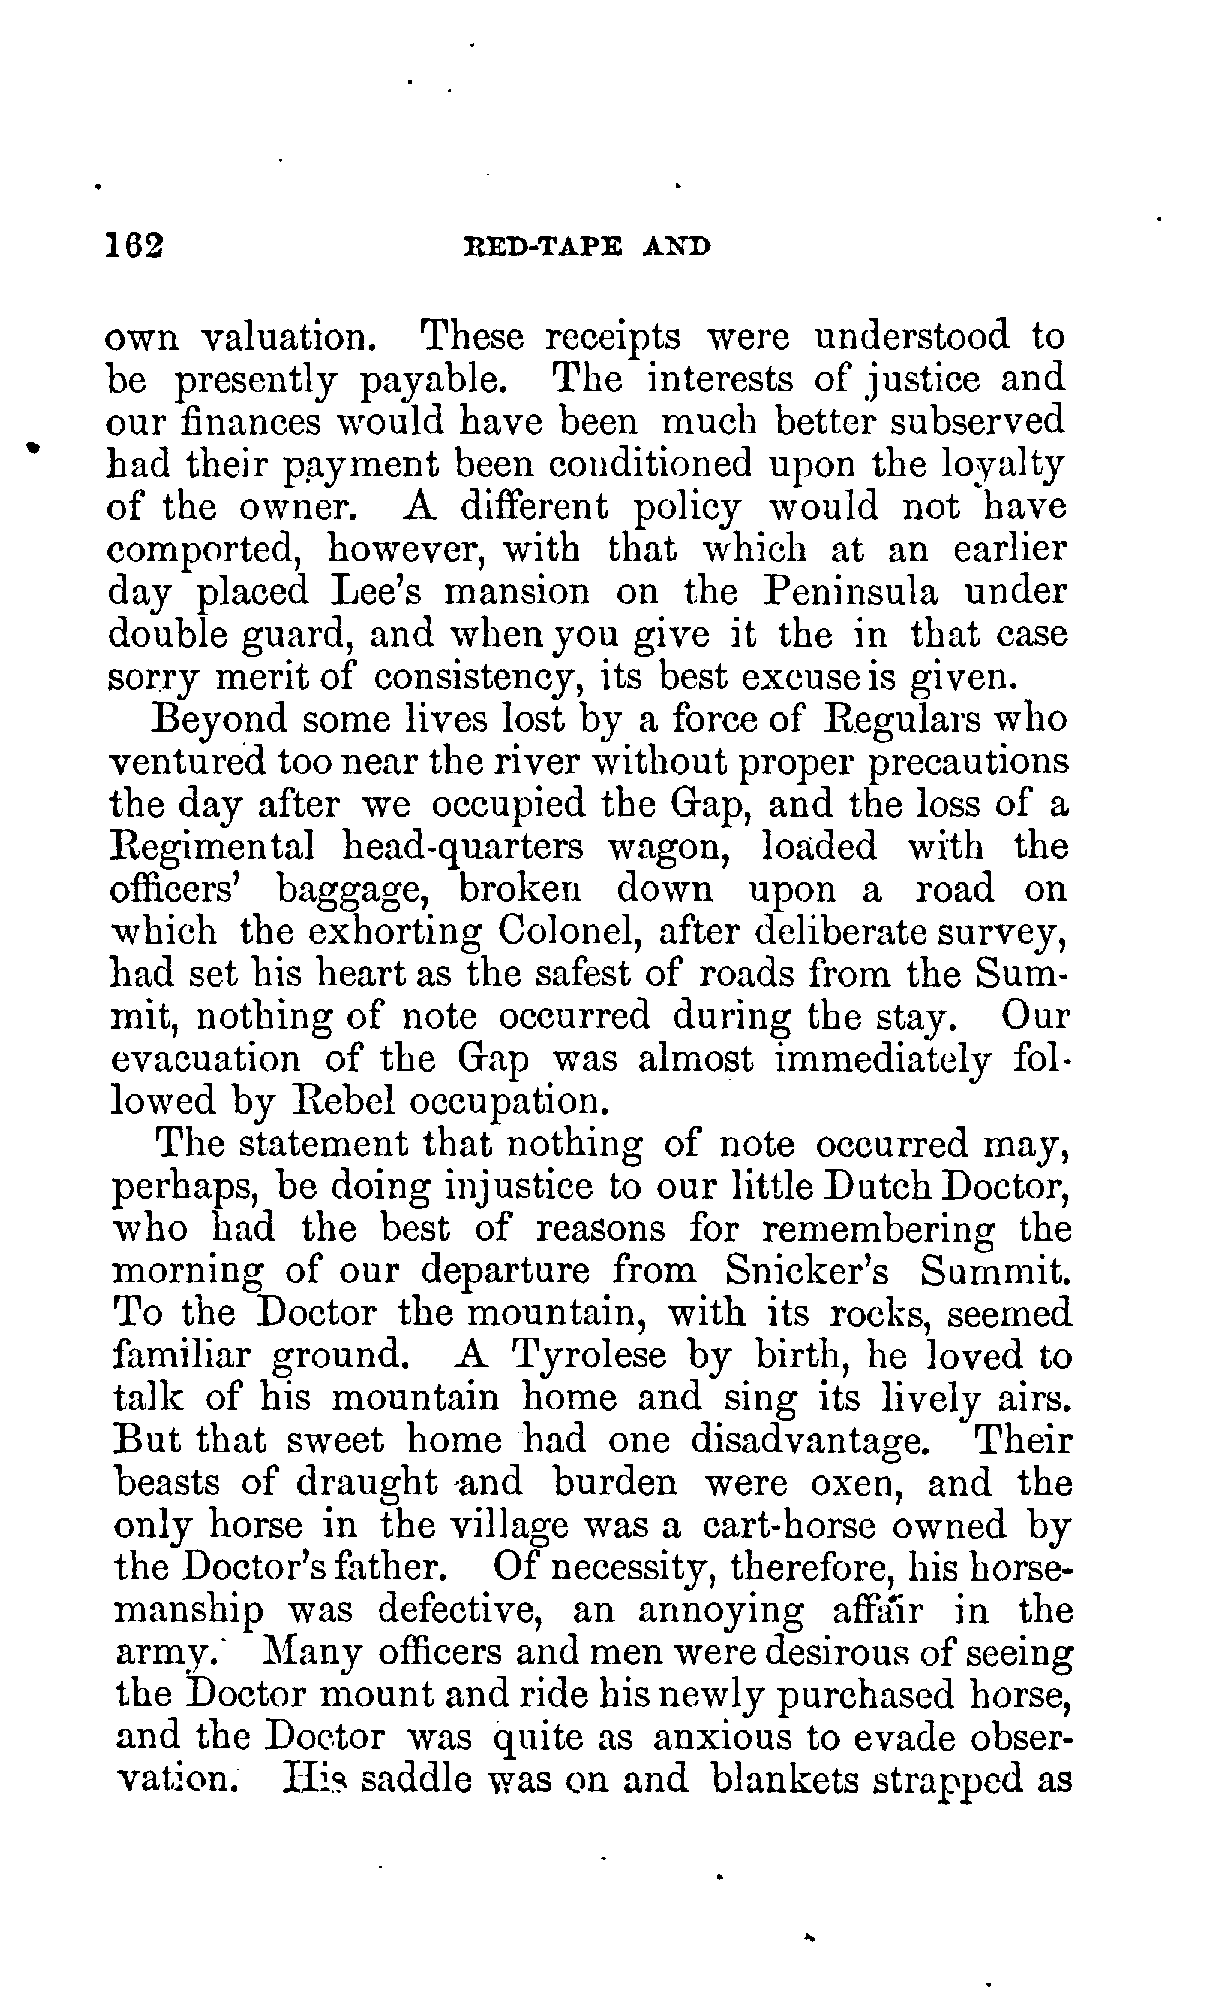 162 RED-TAPE AND
own valuation. These receipts were understood to
be presently payable. The interests of justice and
our finances would have been much better subserved
had their payment been conditioned upon the loyalty
of the owner. A different policy would not have
comported, however, with that which at an earlier
day placed Lee's mansion on the Peninsula under
double guard, and when you give it the in that case
sorry merit of consistency, its best excuse is given.
Beyond some lives lost by a force of Regulars who
ventured too near the river without proper precautions
the day after we occupied the Gap, and the loss of a
Regimental head-quarters wagon, loaded with the
officers' baggage, broken down upon a road on
which the exhorting Colonel, after deliberate survey,
had set his heart as the safest of roads from the Sum-
mit, nothing of note occurred during the stay. Our
evacuation of the Gap was almost immediately fol-
lowed by Rebel occupation.
The statement that nothing of note occurred may,
perhaps, be doing injustice to our little Dutch Doctor,
who had the best of reasons for remembering the
morning of our departure from Snicker's Summit.
To the Doctor the mountain, with its rocks, seemed
familiar ground. A Tyrolese by birth, he loved to
talk of his mountain home and sing its lively airs.
But that sweet home had one disadvantage. Their
beasts of draught and burden were oxen, and the
only horse in the village was a cart-horse owned by
the Doctor's father. Of necessity, therefore, his horse-
manship was defective, an annoying affair in the
army. Many officers and men were desirous of seeing
the Doctor mount and ride his newly purchased horse,
and the Doctor was quite as anxious to evade obser-
vation. His saddle was on and blankets strapped as